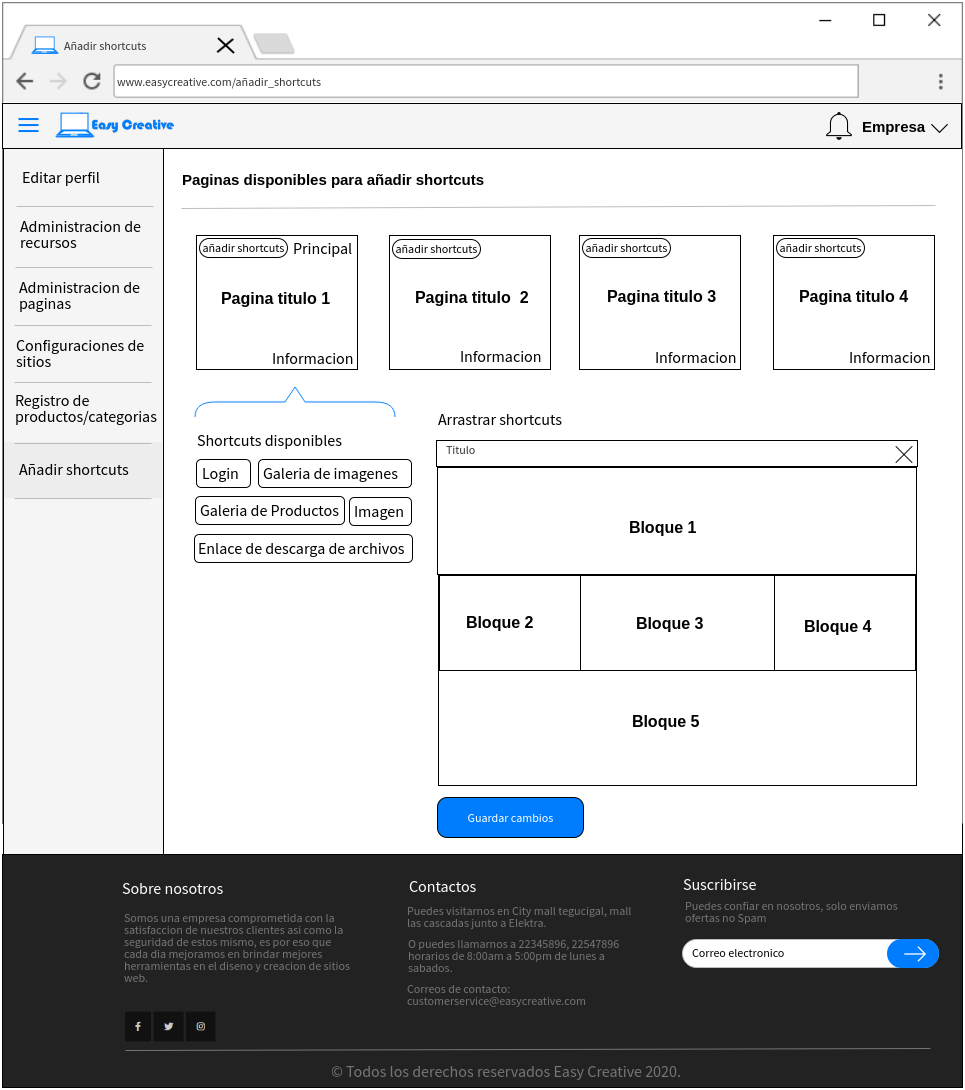 Añadir shortcuts
www.easycreative.com/añadir_shortcuts
Easy Creative
Empresa
Editar perfil
Administracion de
recursos
Administracion de
paginas
Configuraciones de
sitios
Registro de
productos/categorias
Añadir shortcuts
Paginas disponibles para añadir shortcuts
añadir shortcuts Principal
Pagina titulo 1
Informacion
añadir shortcuts
Pagina titulo  2
Informacion
añadir shortcuts
Pagina titulo 3
Informacion
añadir shortcuts
Pagina titulo 4
Informacion
Shortcuts disponibles
Login Galeria de imagenes
Galeria de Productos Imagen
Enlace de descarga de archivos
Arrastrar shortcuts
Titulo
Bloque 1
Bloque 2 Bloque 3 Bloque 4
Bloque 5
Guardar cambios
Sobre nosotros
Somos una empresa comprometida con la
satisfaccion de nuestros clientes asi como la
seguridad de estos mismo, es por eso que
cada dia mejoramos en brindar mejores
herramientas en el diseno y creacion de sitios
web.
Contactos
Puedes visitarnos en City mall tegucigal, mall
las cascadas junto a Elektra.
O puedes llamarnos a 22345896, 22547896
horarios de 8:00am a 5:00pm de lunes a
sabados.
Correos de contacto:
customerservice@easycreative.com
Suscribirse
Puedes confiar en nosotros, solo enviamos
ofertas no Spam
Correo electronico
© Todos los derechos reservados Easy Creative 2020.